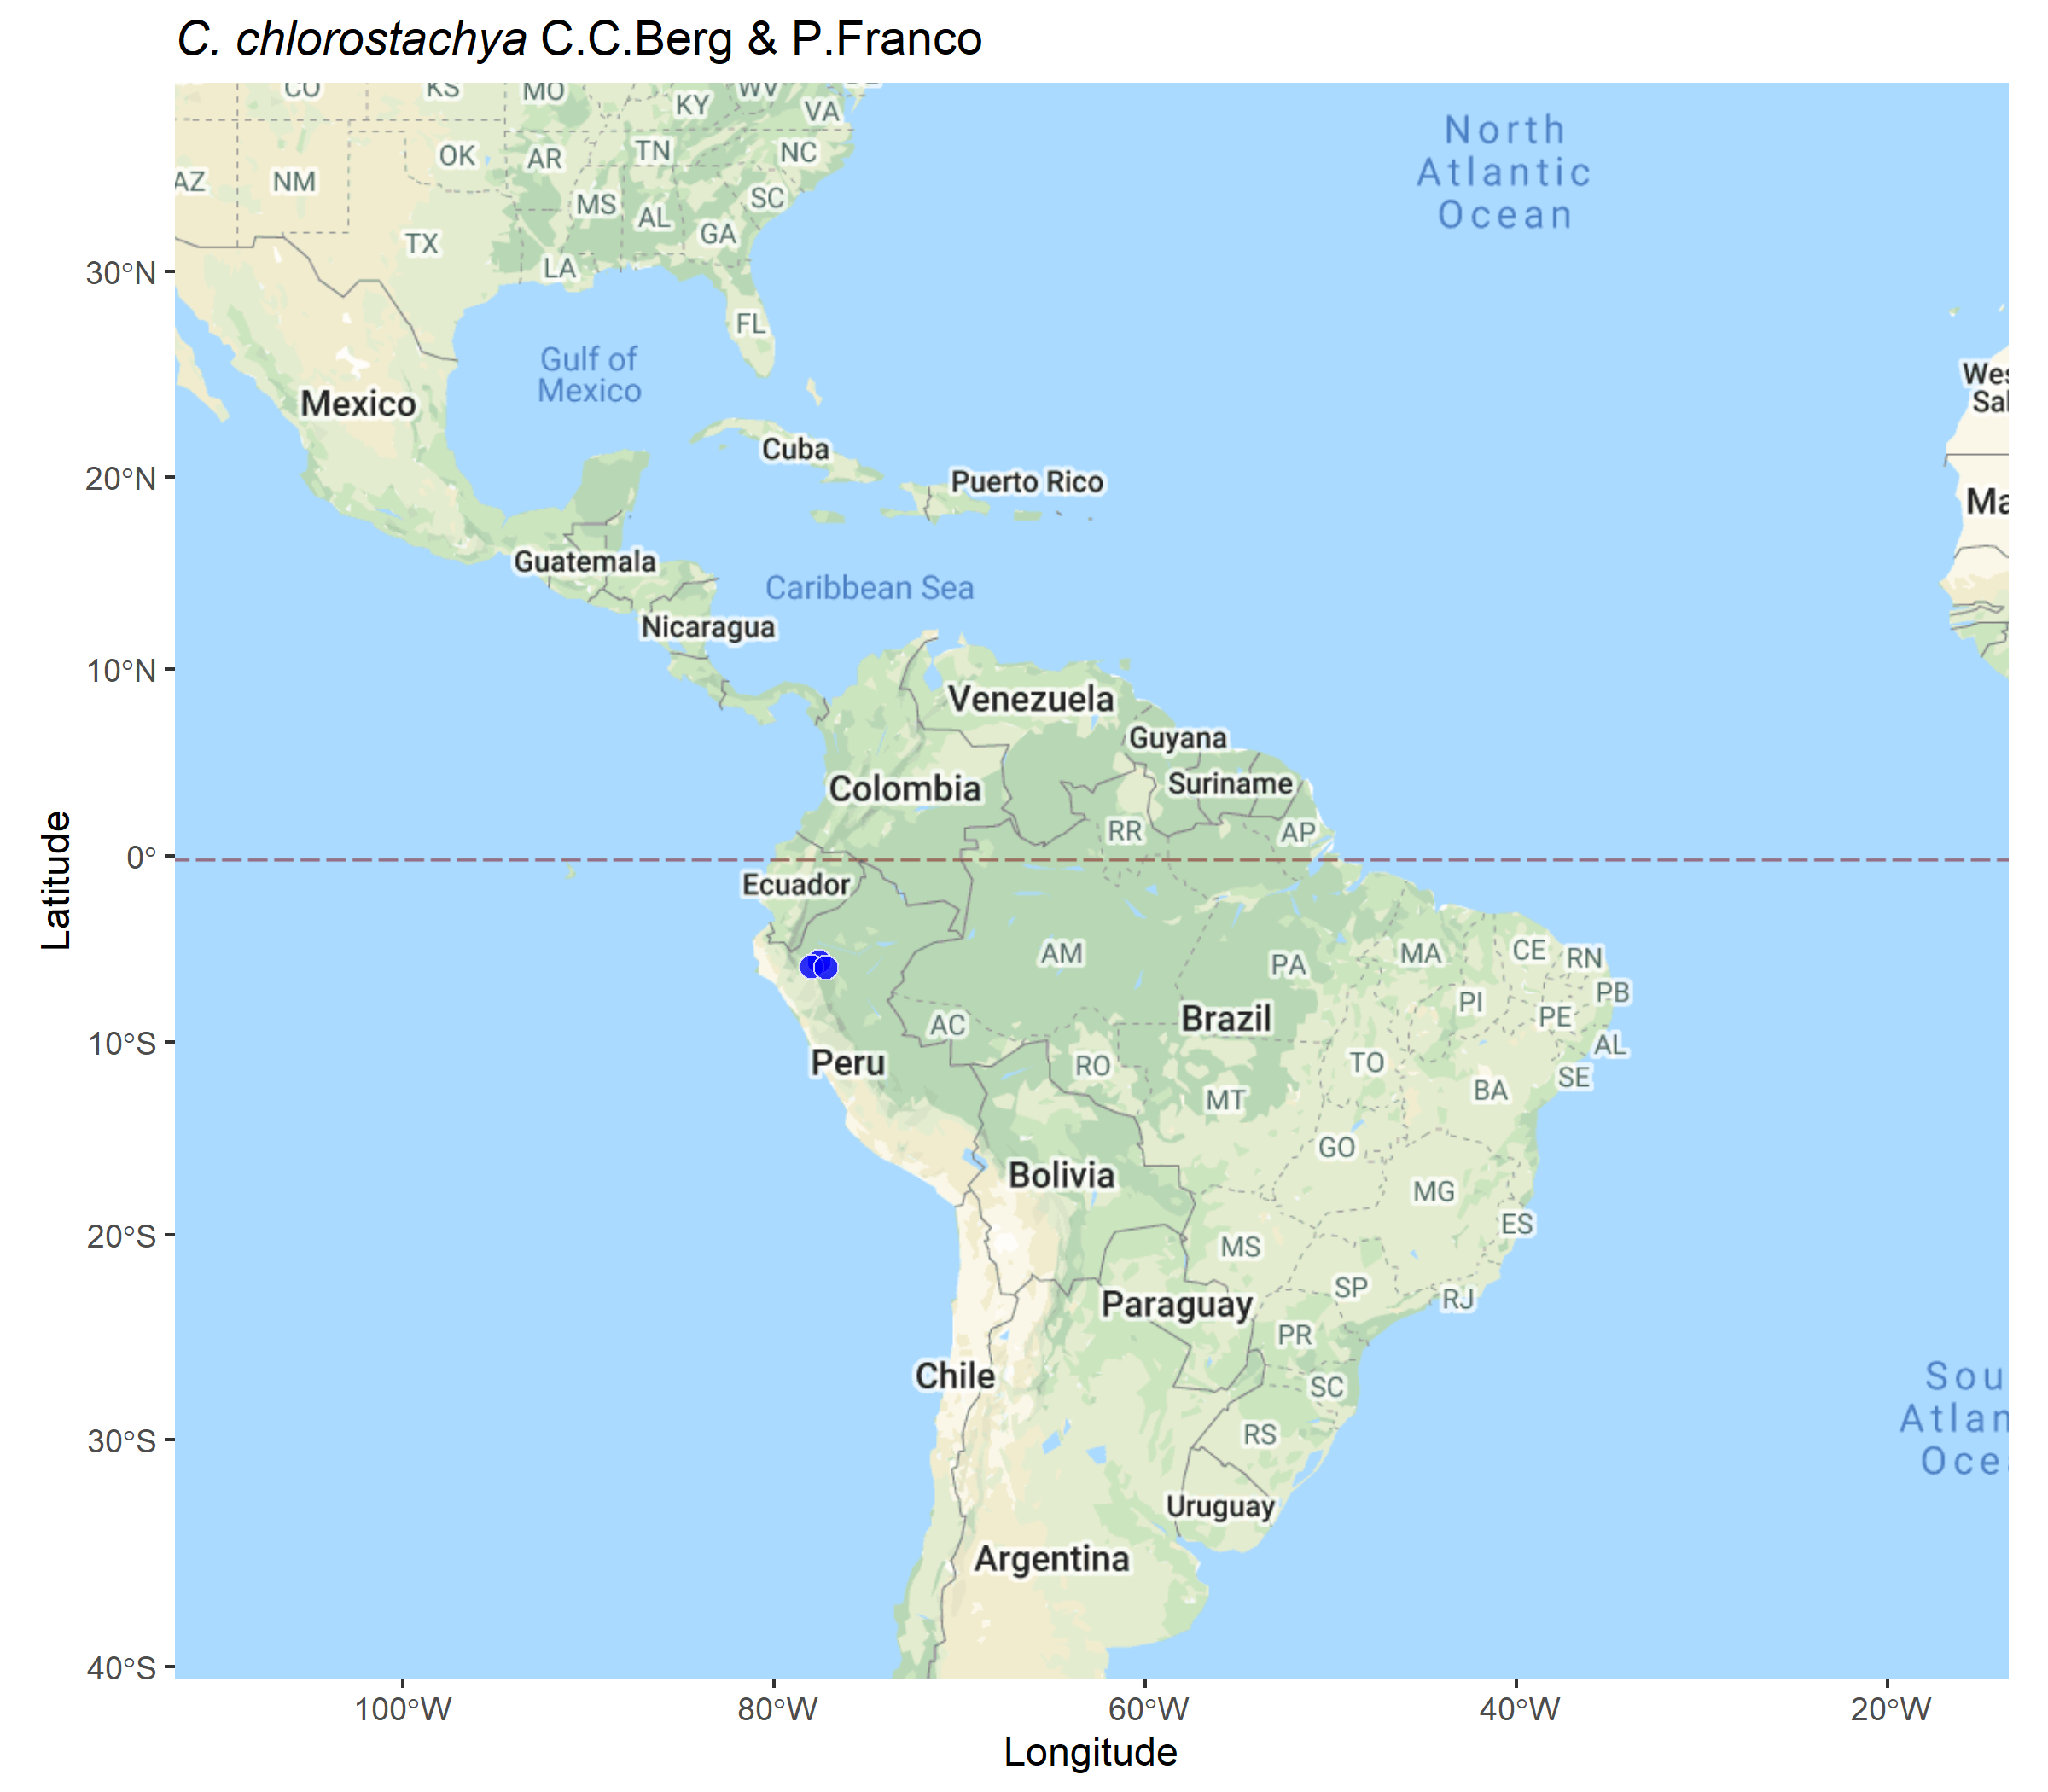 C. chlorostachya C.C.Berg & P.Franco
CO
KS
MO
KY
WV
VA
AZ
NM
OK
AR
TN
NC
MS
AL
SC
GA
TX
LA
FL
North
Atlantic
Ocean
Gulf of
Mexico
Mexico
Cuba
Puerto Rico
Guatemala
Caribbean Sea
Nicaragua
Wes
Sal
Ma
Venezuela
Guyana
Suriname
Colombia
RR
AP
Ecuador
AM
PA
MA
CE
RN
PB
PI
PE
AL
SE
AC
Brazil
Peru
RO
TO
BA
MT
GO
Bolivia
MG
ES
MS
SP
RJ
Paraguay
PR
Chile
SC
RS
Uruguay
Argentina
Sou
Atlan
Oce
30°N
20°N
10°N
0°
10°S
20°S
30°S
40°S
Latitude
100°W
80°W
60°W
40°W
20°W
Longitude